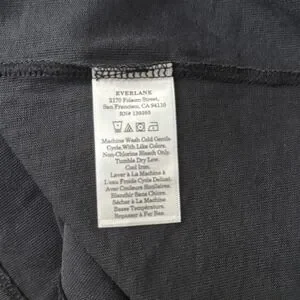 EVERLANE
2170 Folsom Street,
San Francisco, CA 94110
RN# 138985
Machine Wash Cold Gentle
Cycle With Like Colors.
Non-Chlorine Bleach Only.
Tumble Dry Low.
Cool Iron.
Laver à La Machine à
L'eau Froide Cycle Délicat.
Avec Couleurs Similaires.
Blanchir Sans Chlore.
Sécher à La Machine
Basse Température.
Repasser à Fer Bas.